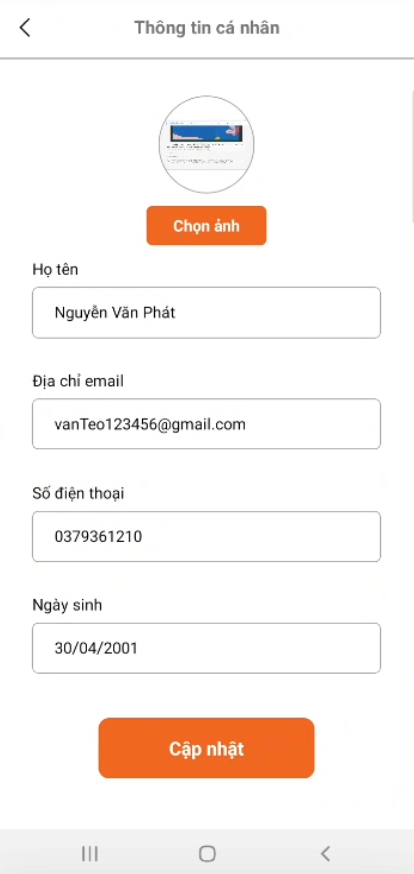 Thông tin cá nhân
Chọn ảnh
Họ tên
Nguyễn Văn Phát
Địa chỉ email
vanTeo123456@gmail.com
Số điện thoại
0379361210
Ngày sinh
30/04/2001
Cập nhật